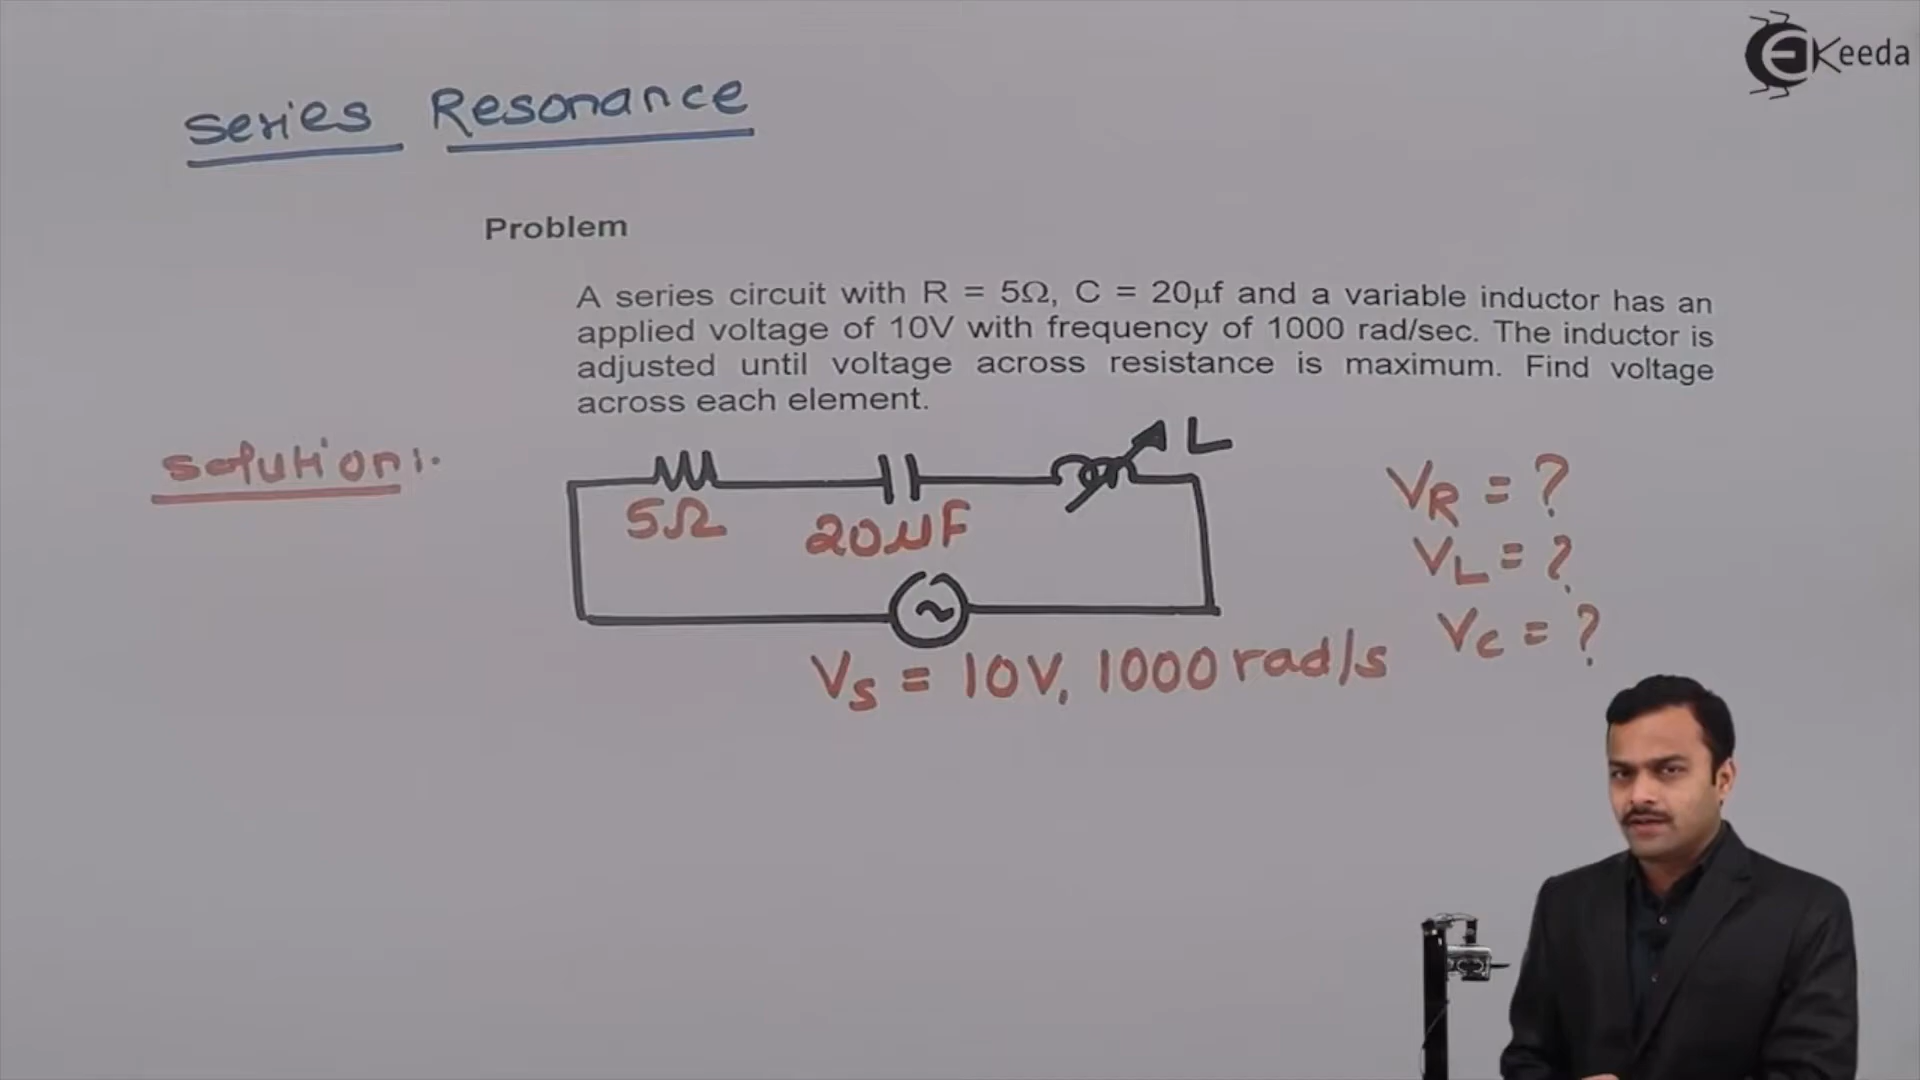 EKeeda
Series Resonance
Problem
A series circuit with R = 5Ω, C = 20μf and a variable inductor has an
applied voltage of 10V with frequency of 1000 rad/sec. The inductor is
adjusted until voltage across resistance is maximum. Find voltage
across each element.
Solution:-
L
5Ω
20μF
VR = ?
VL = ?
VC = ?
VS = 10V, 1000 rad/s